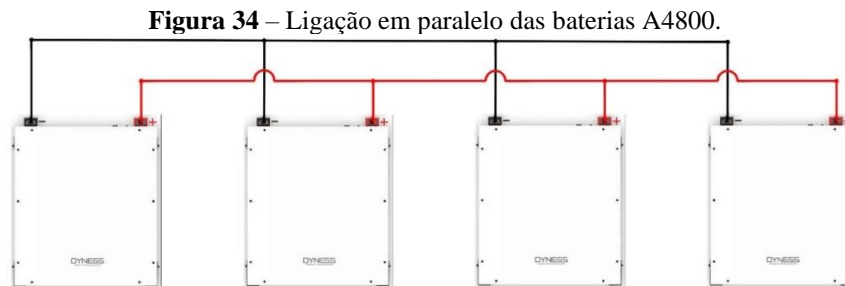 Figura 34 – Ligação em paralelo das baterias A4800.
− + − + − + − +
DYNESS DYNESS DYNESS DYNESS